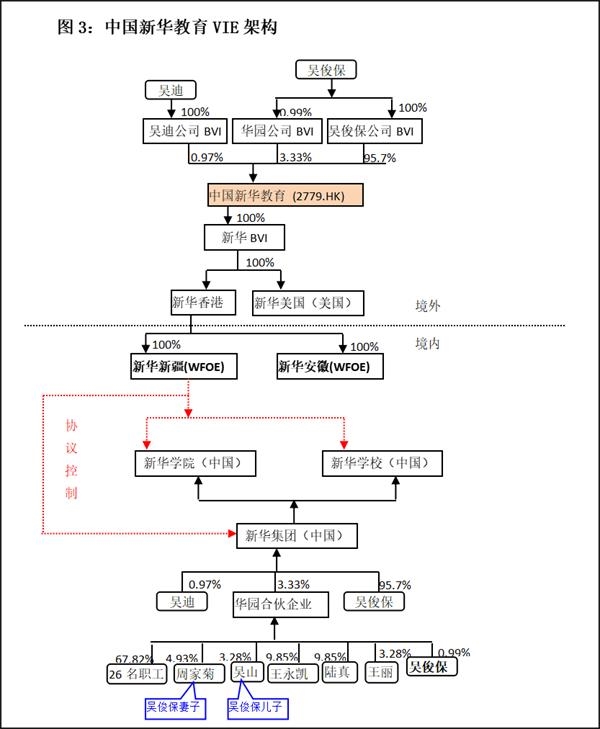 图 3：中国新华教育 VIE 架构
吴俊保
吴迪
100%
0.99%
100%
吴迪公司 BVI
华园公司 BVI
吴俊保公司 BVI
0.97%
3.33%
95.7%
中国新华教育 (2779.HK)
100%
新华 BVI
100%
新华香港
新华美国（美国）
境外
境内
100%
100%
新华新疆(WFOE)
新华安徽(WFOE)
协议控制
新华学院（中国）
新华学校（中国）
新华集团（中国）
0.97%
3.33%
95.7%
吴迪
华园合伙企业
吴俊保
67.82%
4.93%
3.28%
9.85%
9.85%
3.28%
0.99%
26 名职工
周家菊
吴山
王永凯
陆真
王丽
吴俊保
吴俊保妻子
吴俊保儿子